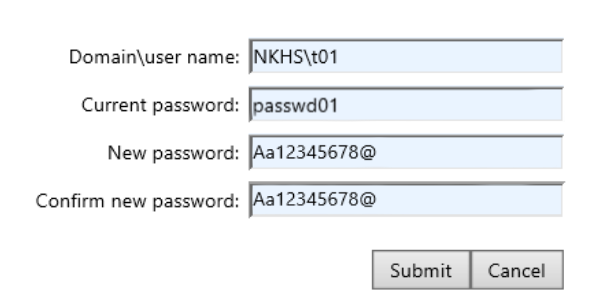 Domain\user name: NKHS\t01
Current password: passwd01
New password: Aa12345678@
Confirm new password: Aa12345678@
Submit Cancel